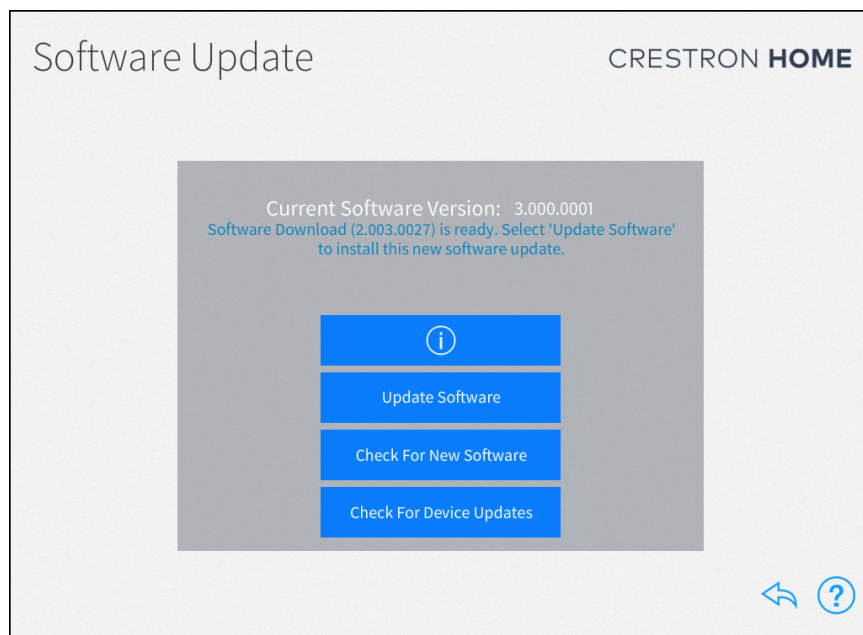 Software Update
CRESTRON HOME
Current Software Version: 3.000.0001
Software Download (2.003.0027) is ready. Select 'Update Software'
to install this new software update.
i
Update Software
Check For New Software
Check For Device Updates
?